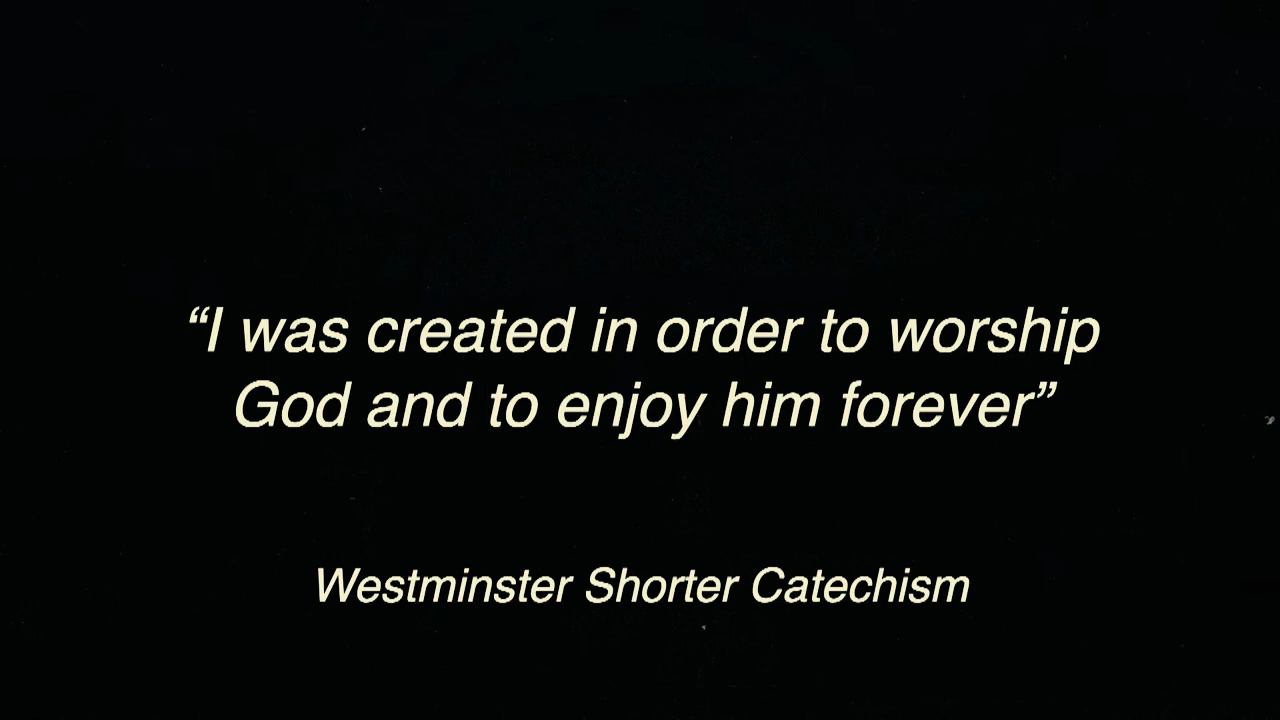 “I was created in order to worship
God and to enjoy him forever”
Westminster Shorter Catechism